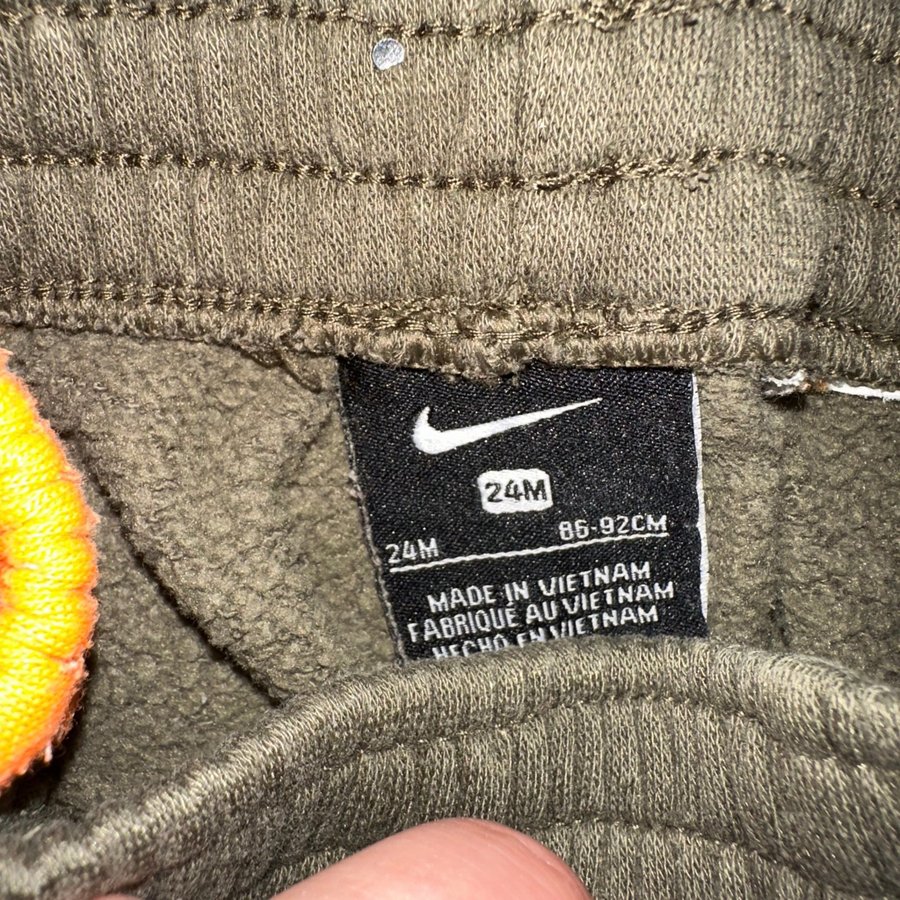 24M
24M 86-92CM
MADE IN VIETNAM
FABRIQUÉ AU VIETNAM
HECHO EN VIETNAM